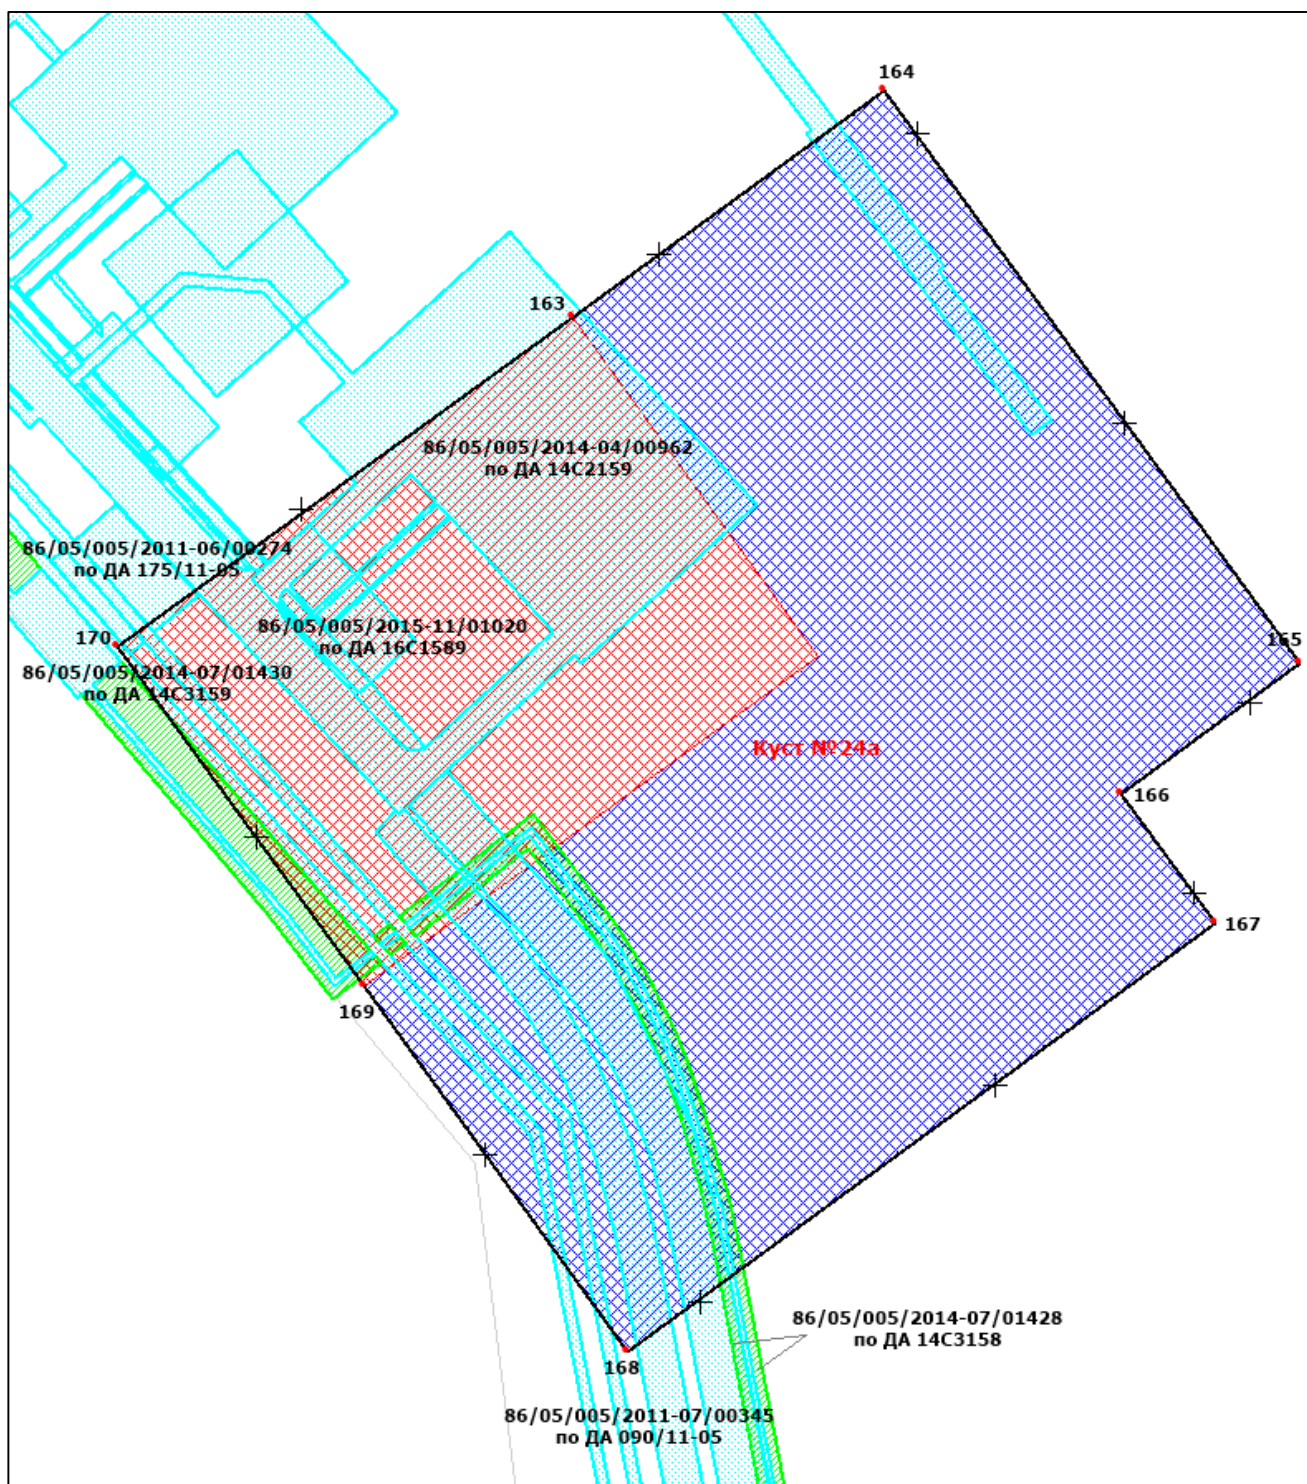 164
163
86/05/005/2014-04/00962
по ДА 14С2159
86/05/005/2011-06/00274
по ДА 175/11-05
86/05/005/2015-11/01020
по ДА 16С1589
170
165
86/05/005/2014-07/01430
по ДА 14С3159
Куст №24а
166
167
169
86/05/005/2014-07/01428
по ДА 14С3158
168
86/05/005/2011-07/00345
по ДА 090/11-05